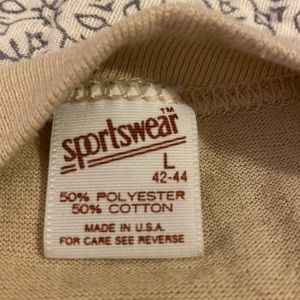 sportswear™
L
42-44
50% POLYESTER
50% COTTON
MADE IN U.S.A.
FOR CARE SEE REVERSE